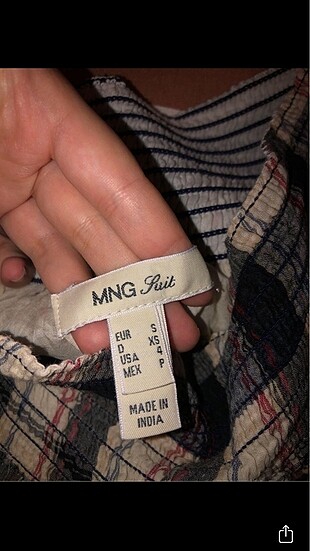 MNG Suit
EUR S
D XS
USA 4
MEX P
MADE IN
INDIA